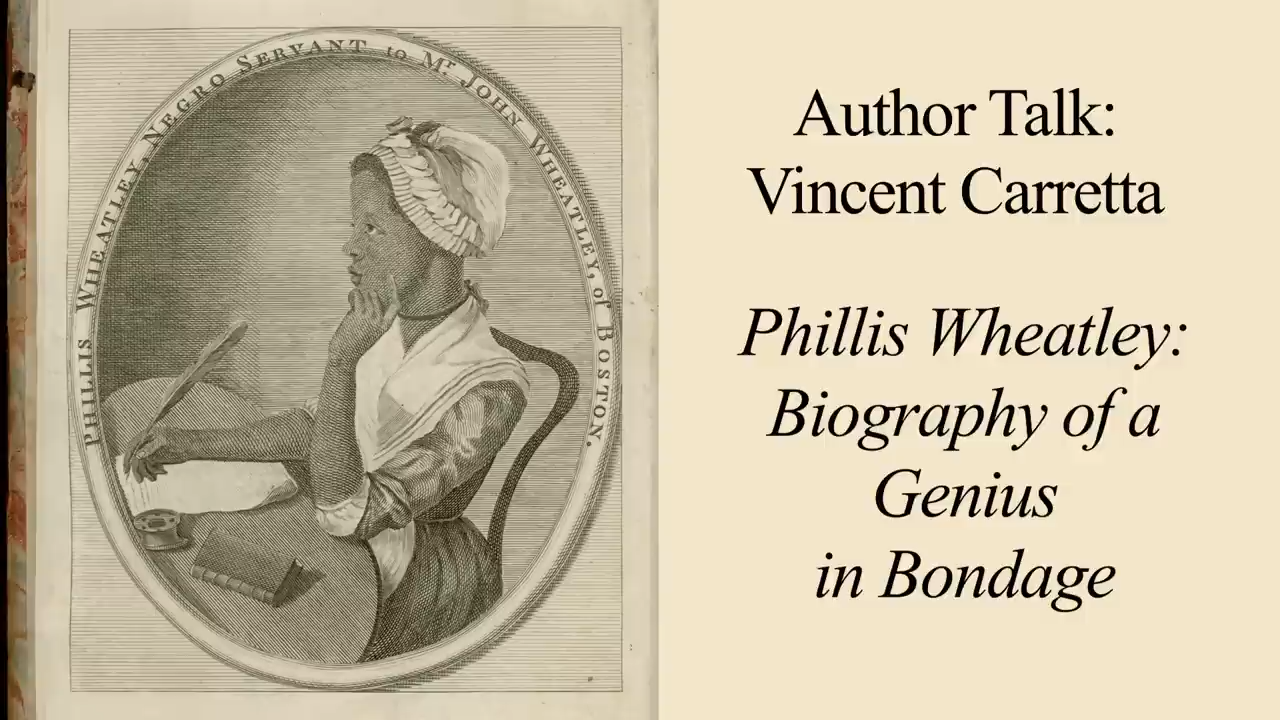 PHILLIS WHEATLEY, NEGRO SERVANT to Mr. JOHN WHEATLEY, of BOSTON.
Author Talk:
Vincent Carretta
Phillis Wheatley:
Biography of a
Genius
in Bondage